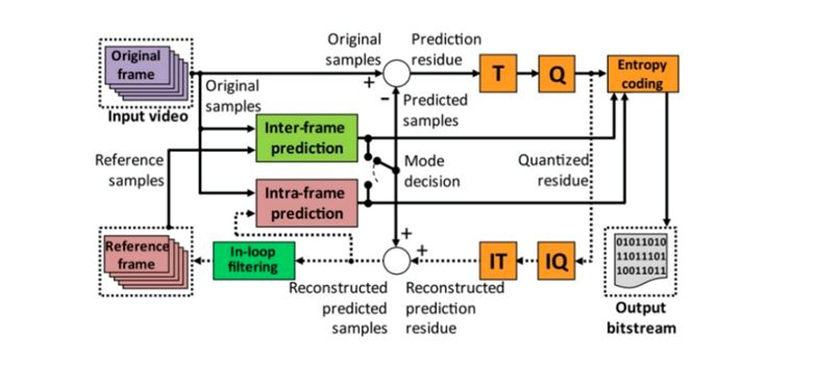 Original
frame
Input video
Original
samples
Original
samples
+
−
Prediction
residue
Predicted
samples
T
Q
Entropy
coding
Inter-frame
prediction
Reference
samples
Mode
decision
Quantized
residue
Intra-frame
prediction
Reference
frame
In-loop
filtering
+
+
IT
IQ
Reconstructed
predicted
samples
Reconstructed
prediction
residue
01011010
11011101
10011011
Output
bitstream